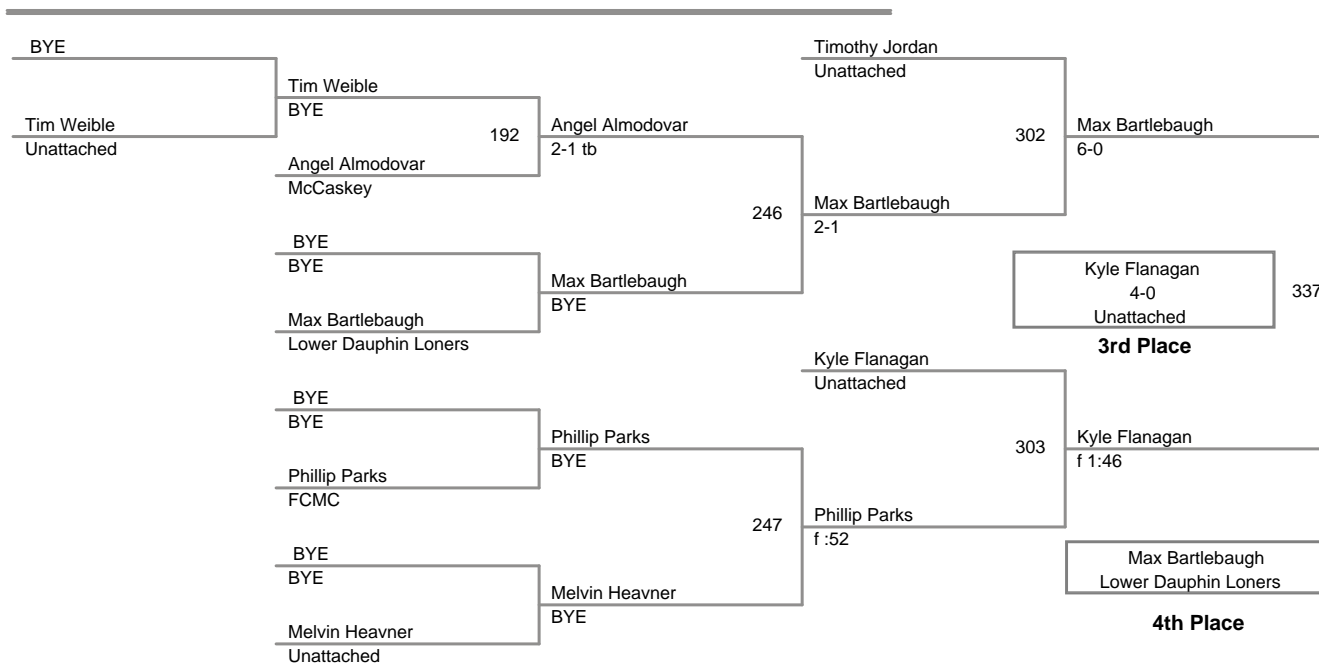 BYE
Tim Weible
Unattached
Tim Weible
BYE
192
Angel Almodovar
McCaskey
Angel Almodovar
2-1 tb
BYE
BYE
Max Bartlebaugh
Lower Dauphin Loners
Max Bartlebaugh
BYE
246
Max Bartlebaugh
2-1
Timothy Jordan
Unattached
302
Max Bartlebaugh
6-0
Kyle Flanagan
4-0
Unattached
337
3rd Place
BYE
BYE
Phillip Parks
FCMC
Phillip Parks
BYE
BYE
BYE
Melvin Heavner
Unattached
Melvin Heavner
BYE
247
Phillip Parks
f :52
Kyle Flanagan
Unattached
303
Kyle Flanagan
f 1:46
Max Bartlebaugh
Lower Dauphin Loners
4th Place